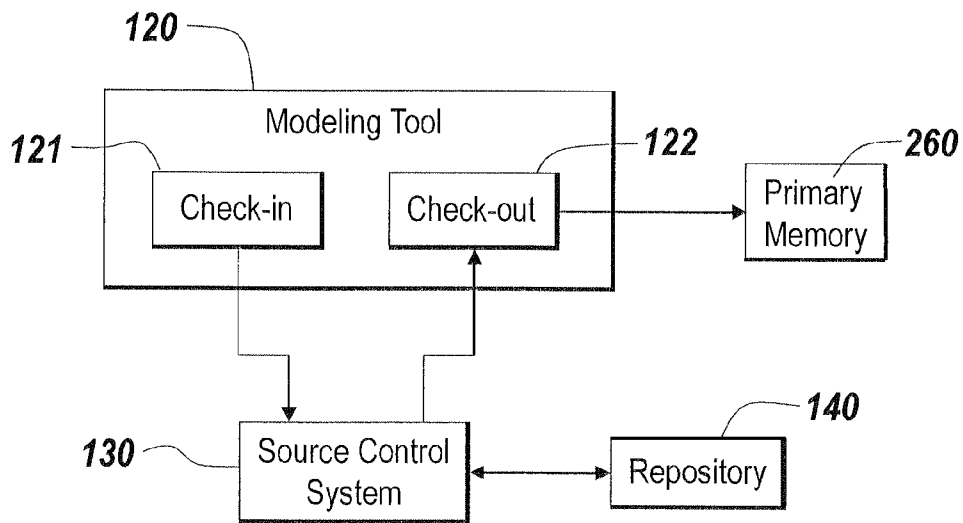 120
Modeling Tool
121
122
260
Check-in
Check-out
Primary
Memory
140
130
Source Control
System
Repository